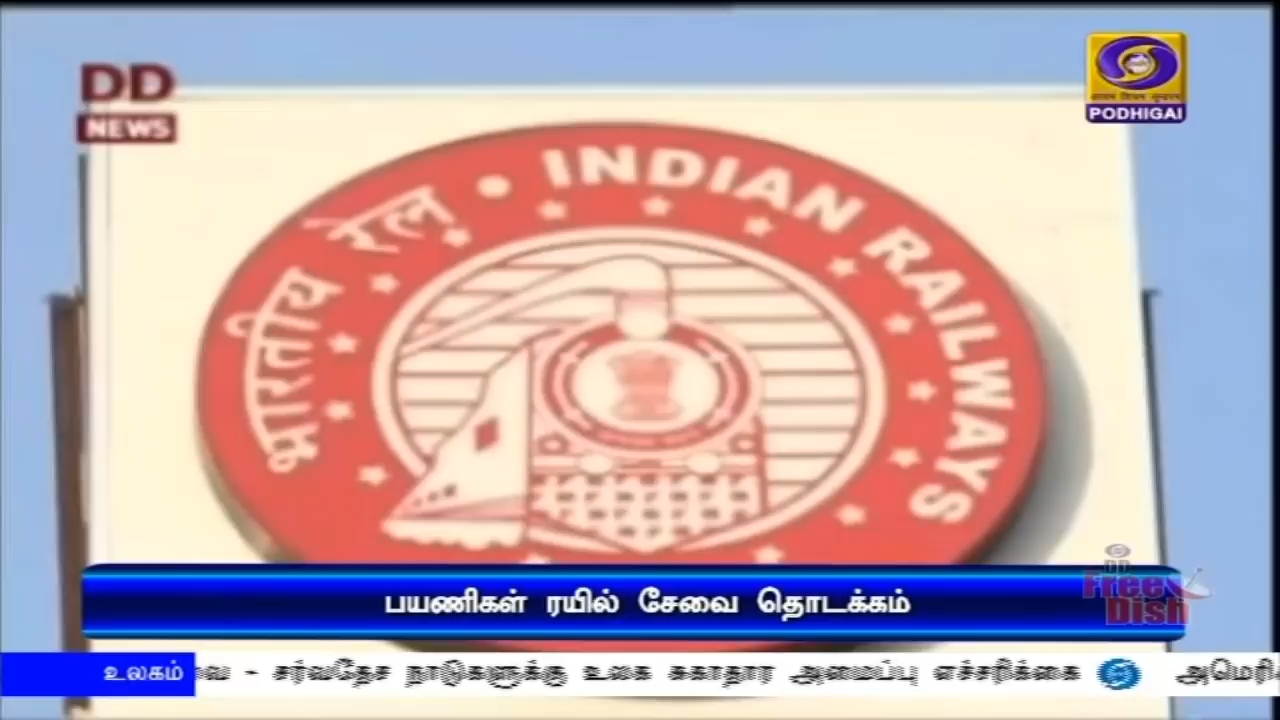 DD
NEWS
PODHIGAI
भारतीय रेल • INDIAN RAILWAYS
பயணிகள் ரயில் சேவை தொடக்கம்
DD
Free
Dish
உலகம்
- சர்வதேச நாடுகளுக்கு உலக சுகாதார அமைப்பு எச்சரிக்கை